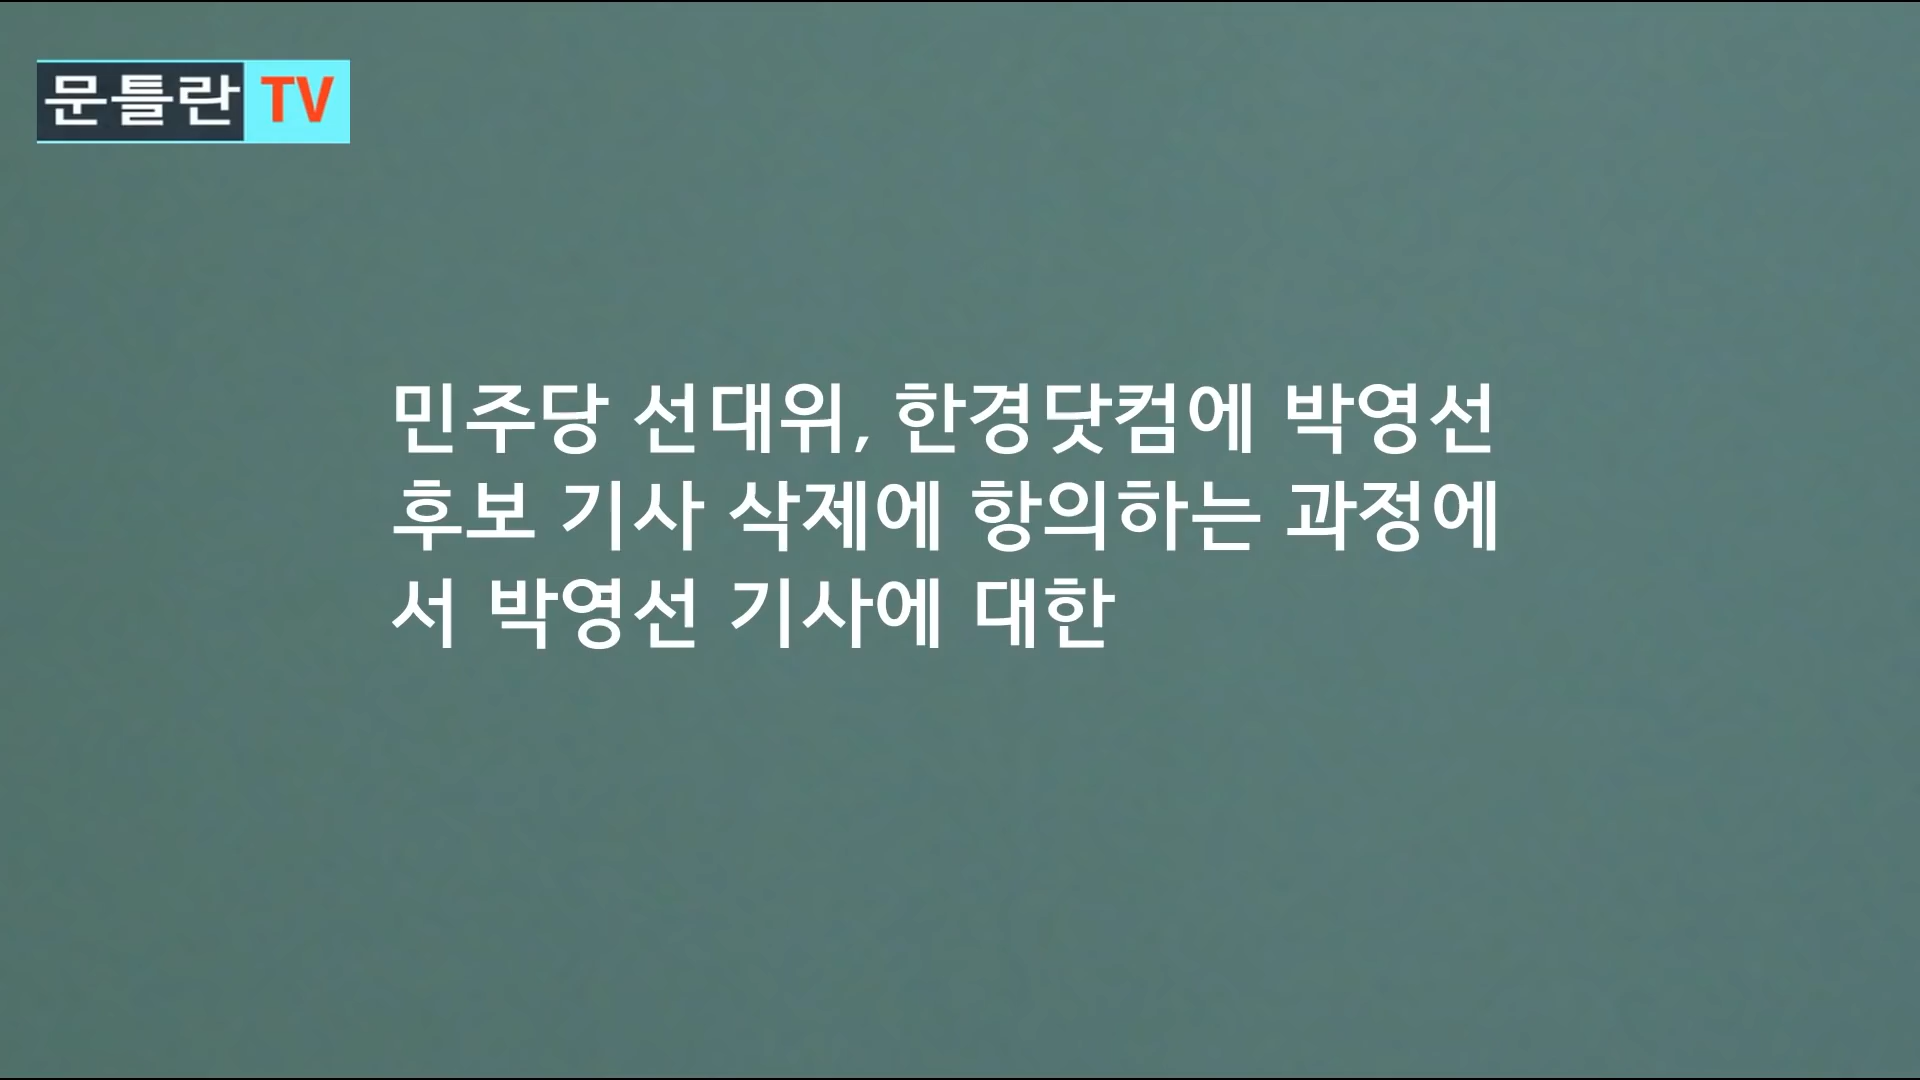 문틀란 TV
민주당 선대위, 한경닷컴에 박영선
후보 기사 삭제에 항의하는 과정에
서 박영선 기사에 대한